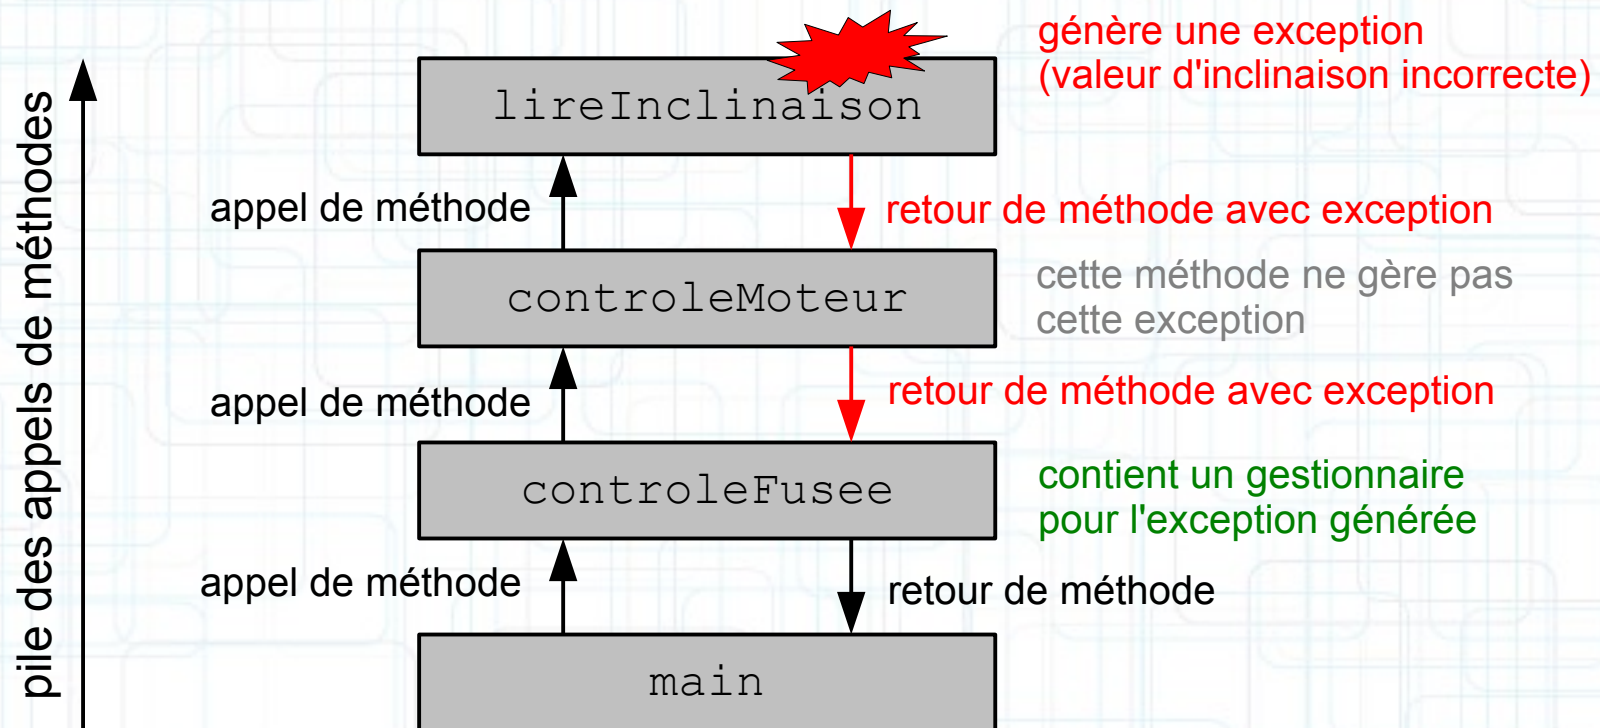 génère une exception
(valeur d'inclinaison incorrecte)
lireInclinaison
appel de méthode
retour de méthode avec exception
controleMoteur
cette méthode ne gère pas
cette exception
appel de méthode
retour de méthode avec exception
controleFusee
contient un gestionnaire
pour l'exception générée
appel de méthode
retour de méthode
main
pile des appels de méthodes